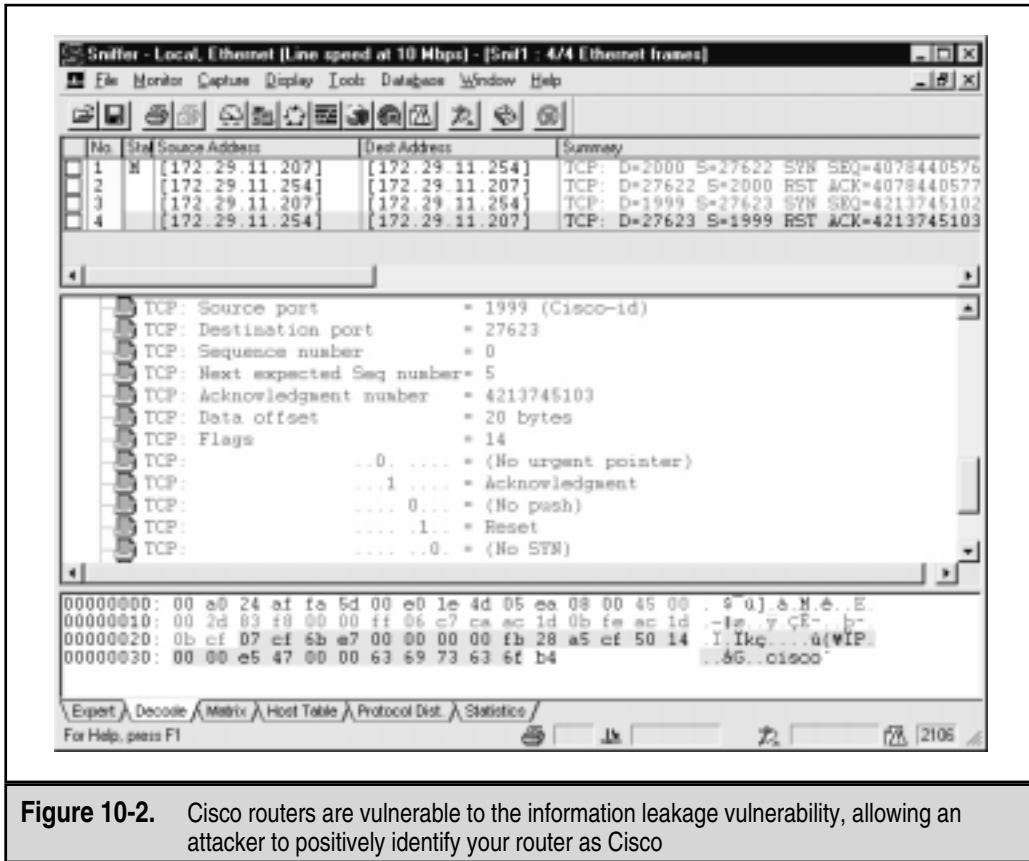 Sniffer - Local, Ethernet (Line speed at 10 Mbps) - [Snif1 : 4/4 Ethernet frames]
File Monitor Capture Display Tools Database Window Help
No. Sta Source Address Dest Address Summary
1 M [172.29.11.207] [172.29.11.254] TCP: D=2000 S=27622 SYN SEQ=4078440576
2 [172.29.11.254] [172.29.11.207] TCP: D=27622 S=2000 RST ACK=4078440577
3 [172.29.11.207] [172.29.11.254] TCP: D=1999 S=27623 SYN SEQ=4213745102
4 [172.29.11.254] [172.29.11.207] TCP: D=27623 S=1999 RST ACK=4213745103
TCP: Source port = 1999 (Cisco-id)
TCP: Destination port = 27623
TCP: Sequence number = 0
TCP: Next expected Seq number= 5
TCP: Acknowledgment number = 4213745103
TCP: Data offset = 20 bytes
TCP: Flags = 14
TCP: ..0. .... = (No urgent pointer)
TCP: ...1 .... = Acknowledgment
TCP: .... 0... = (No push)
TCP: .... .1.. = Reset
TCP: .... ..0. = (No SYN)
00000000: 00 a0 24 af fa 5d 00 e0 1e 4d 05 ea 08 00 45 00
00000010: 00 2d 83 f8 00 00 ff 06 c7 ca ac 1d 0b fe ac 1d
00000020: 0b cf 07 cf 6b e7 00 00 00 00 fb 28 a5 cf 50 14
00000030: 00 00 e5 47 00 00 63 69 73 63 6f b4 ..åG..cisco´
Expert Decode Matrix Host Table Protocol Dist. Statistics
For Help, press F1 2106
Figure 10-2. Cisco routers are vulnerable to the information leakage vulnerability, allowing an
attacker to positively identify your router as Cisco